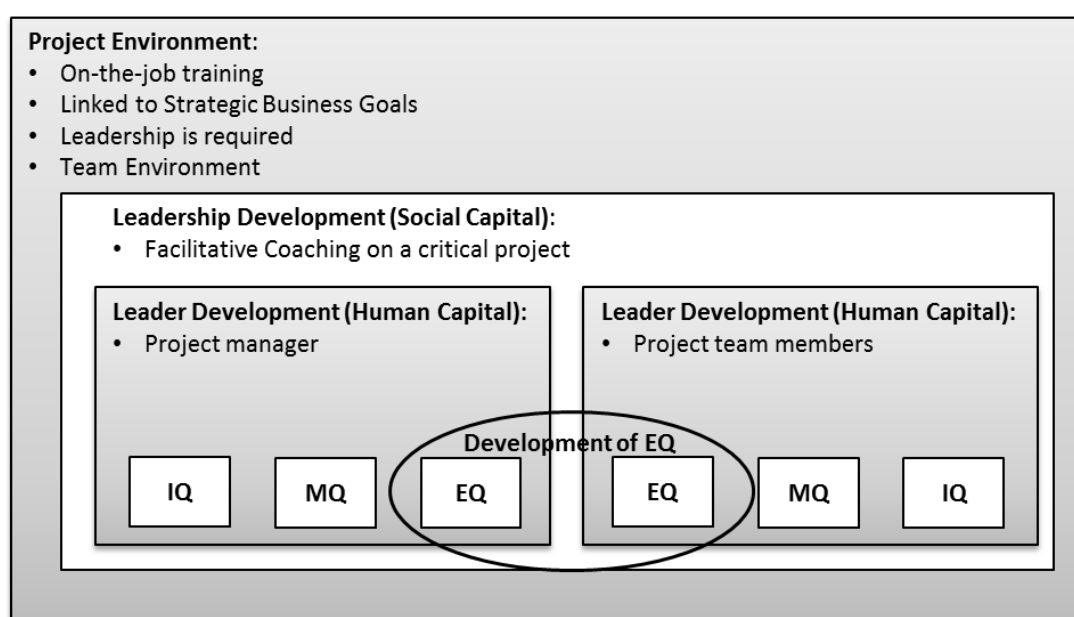 Project Environment:
• On-the-job training
• Linked to Strategic Business Goals
• Leadership is required
• Team Environment
Leadership Development (Social Capital):
• Facilitative Coaching on a critical project
Leader Development (Human Capital):
• Project manager
Leader Development (Human Capital):
• Project team members
Development of EQ
IQ
MQ
EQ
EQ
MQ
IQ